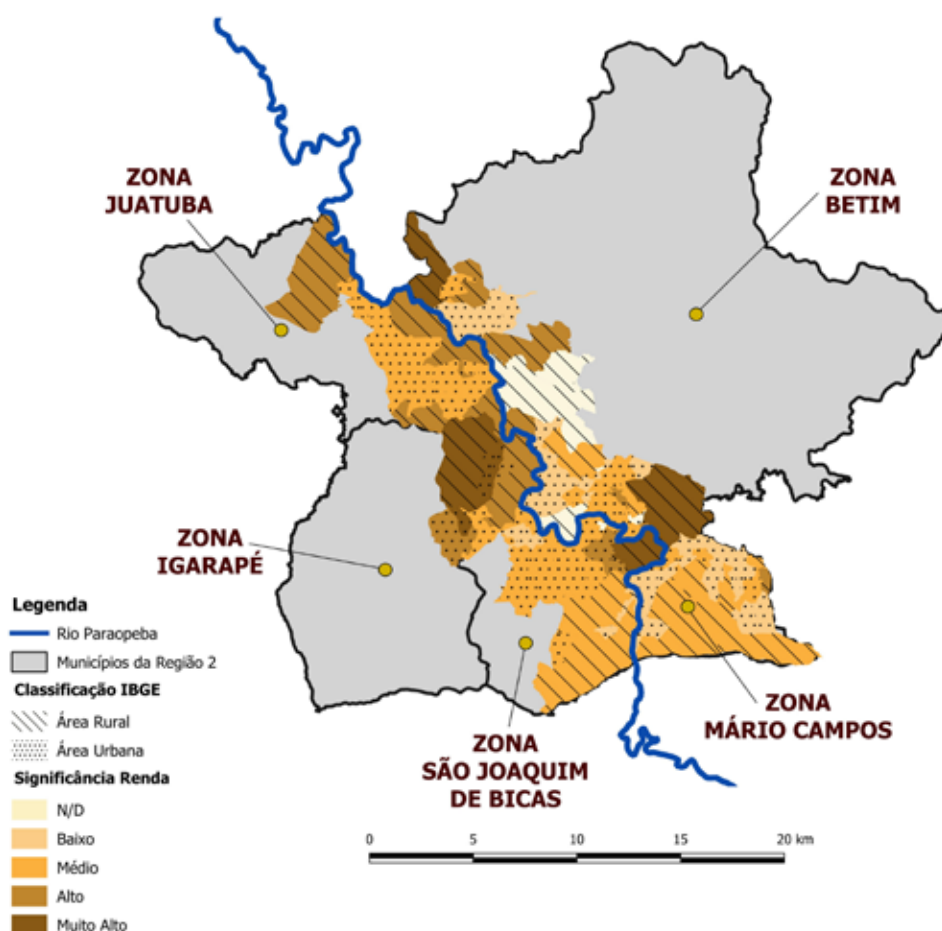 ZONA
JUATUBA
ZONA
BETIM
ZONA
IGARAPÉ
ZONA
MÁRIO CAMPOS
ZONA
SÃO JOAQUIM
DE BICAS
Legenda
Rio Paraopeba
Municípios da Região 2
Classificação IBGE
Área Rural
Área Urbana
Significância Renda
N/D
Baixo
Médio
Alto
Muito Alto
0 5 10 15 20 km